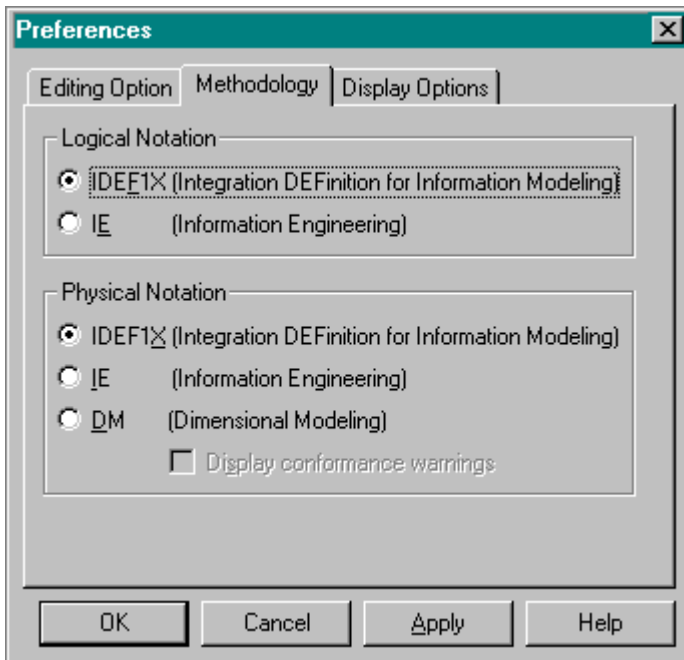 Preferences
Editing Option Methodology Display Options
Logical Notation
IDEF1X (Integration DEFinition for Information Modeling)
IE (Information Engineering)
Physical Notation
IDEF1X (Integration DEFinition for Information Modeling)
IE (Information Engineering)
DM (Dimensional Modeling)
Display conformance warnings
OK Cancel Apply Help